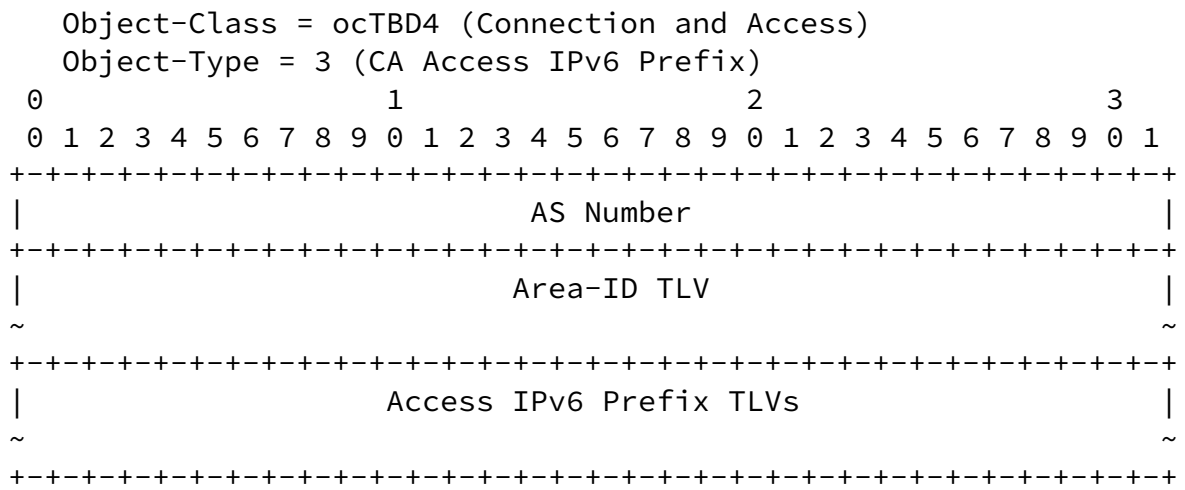 Object-Class = ocTBD4 (Connection and Access)
   Object-Type = 3 (CA Access IPv6 Prefix)
 0                   1                   2                   3
 0 1 2 3 4 5 6 7 8 9 0 1 2 3 4 5 6 7 8 9 0 1 2 3 4 5 6 7 8 9 0 1
+-+-+-+-+-+-+-+-+-+-+-+-+-+-+-+-+-+-+-+-+-+-+-+-+-+-+-+-+-+-+-+-+
|                            AS Number                          |
+-+-+-+-+-+-+-+-+-+-+-+-+-+-+-+-+-+-+-+-+-+-+-+-+-+-+-+-+-+-+-+-+
|                           Area-ID TLV                         |
~                                                               ~
+-+-+-+-+-+-+-+-+-+-+-+-+-+-+-+-+-+-+-+-+-+-+-+-+-+-+-+-+-+-+-+-+
|                    Access IPv6 Prefix TLVs                    |
~                                                               ~
+-+-+-+-+-+-+-+-+-+-+-+-+-+-+-+-+-+-+-+-+-+-+-+-+-+-+-+-+-+-+-+-+